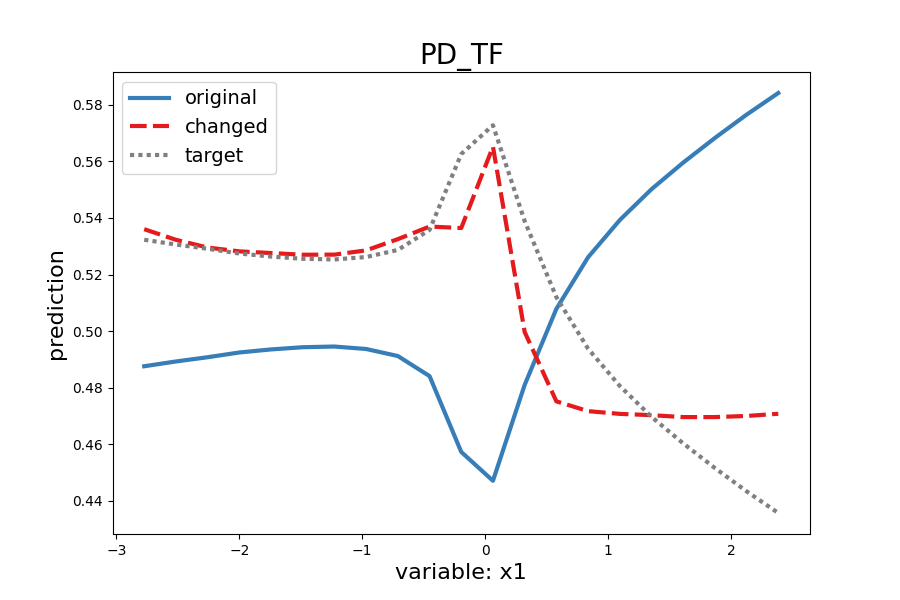 PD_TF
original
changed
target
prediction
0.58
0.56
0.54
0.52
0.50
0.48
0.46
0.44
−3 −2 −1 0 1 2
variable: x1